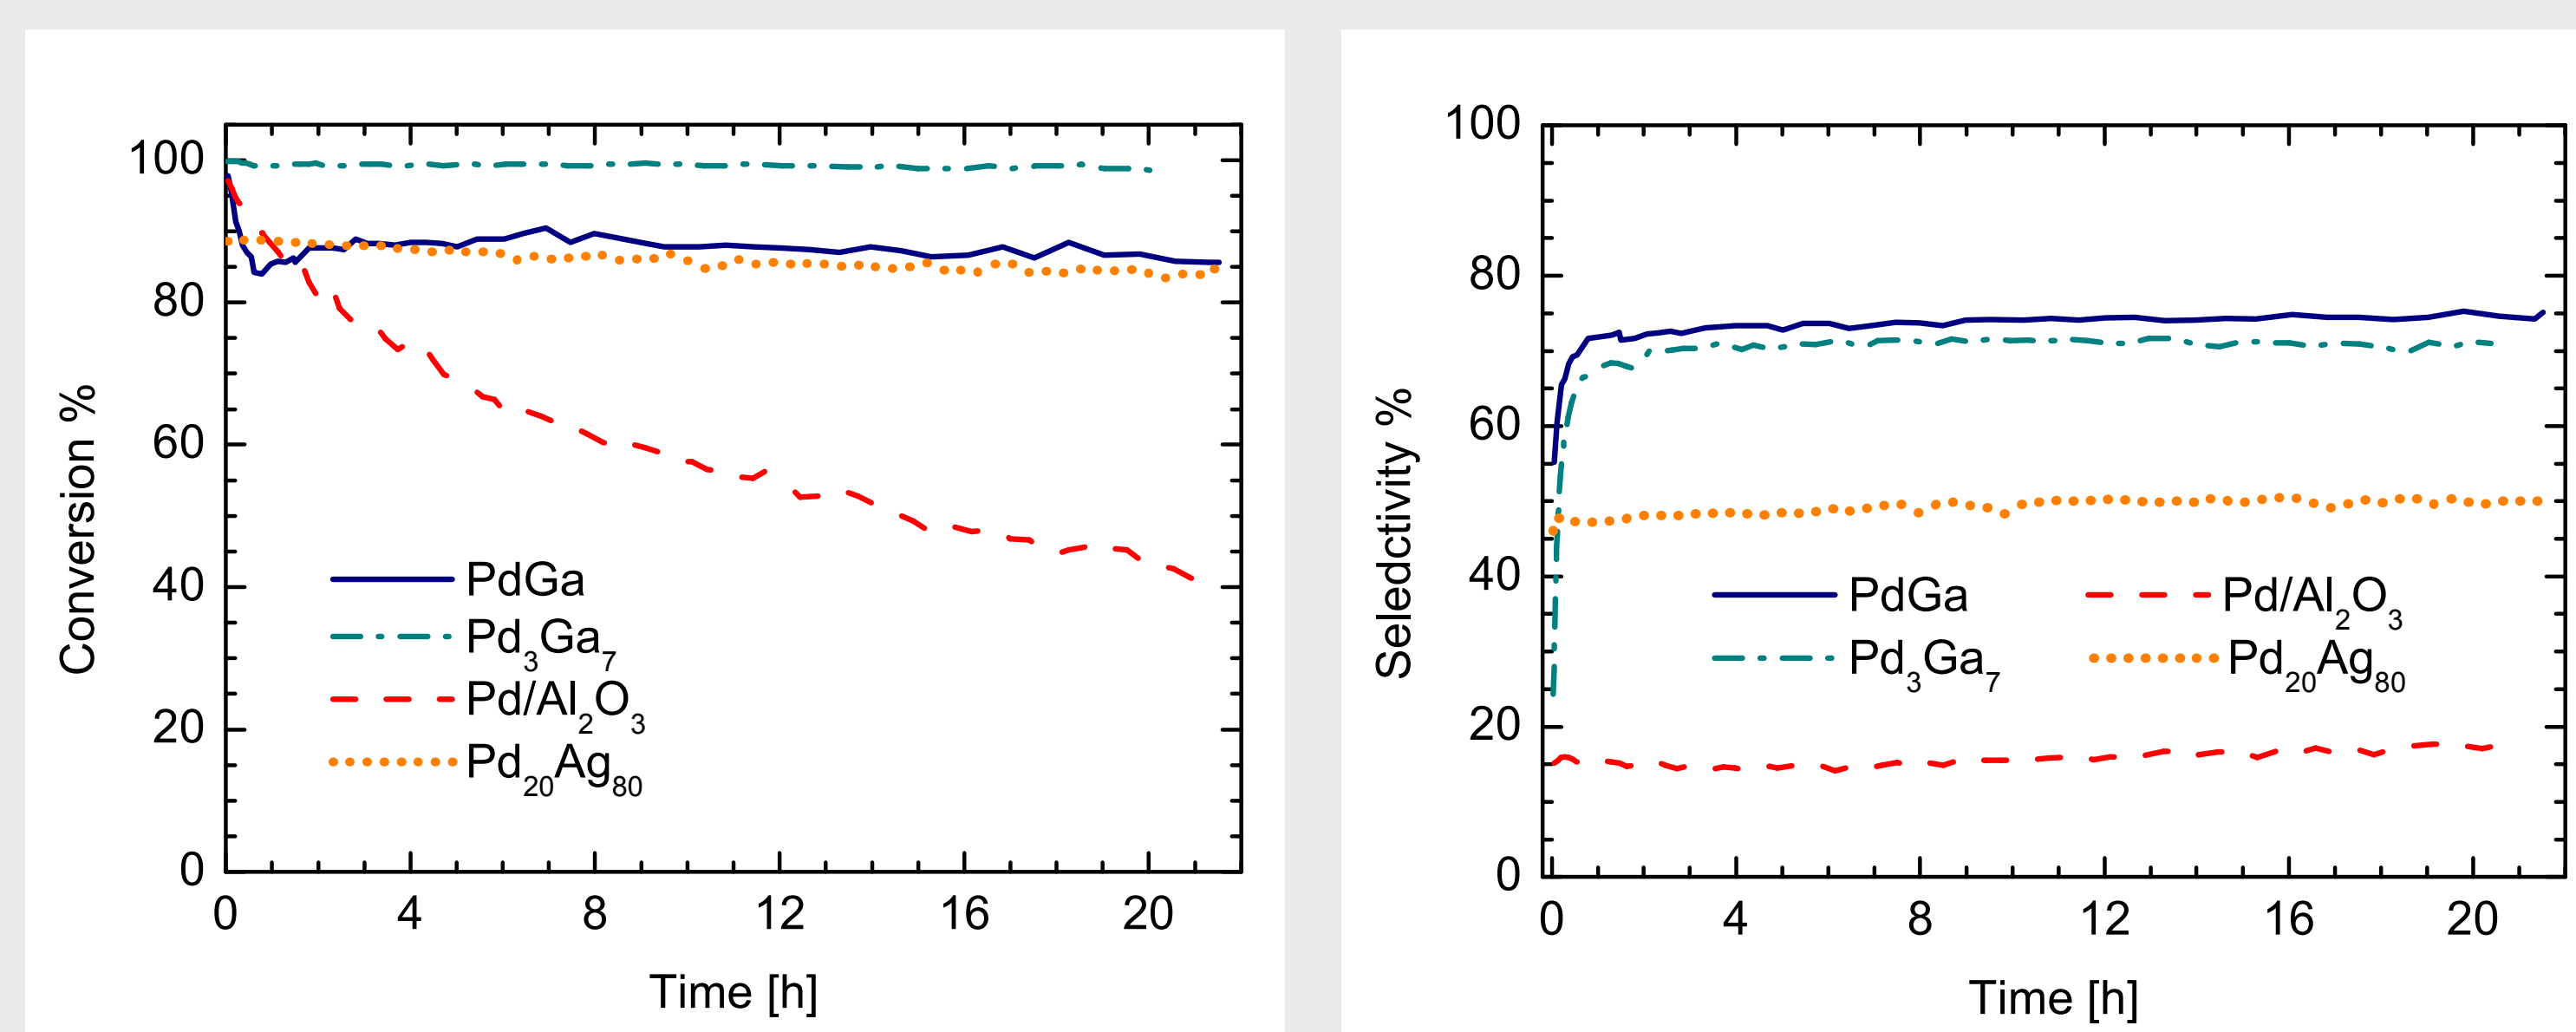 100
80
60
40
20
0
0 4 8 12 16 20
Conversion %
Time [h]
PdGa
Pd3Ga7
Pd/Al2O3
Pd20Ag80
100
80
60
40
20
0
0 4 8 12 16 20
Seledctivity %
Time [h]
PdGa Pd/Al2O3
Pd3Ga7 Pd20Ag80